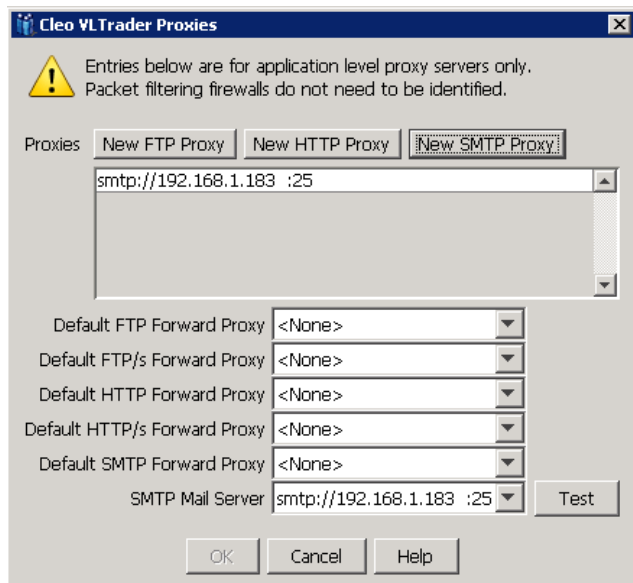 Cleo VLTrader Proxies
Entries below are for application level proxy servers only.
Packet filtering firewalls do not need to be identified.
Proxies New FTP Proxy New HTTP Proxy New SMTP Proxy
smtp://192.168.1.183 :25
Default FTP Forward Proxy <None>
Default FTP/s Forward Proxy <None>
Default HTTP Forward Proxy <None>
Default HTTP/s Forward Proxy <None>
Default SMTP Forward Proxy <None>
SMTP Mail Server smtp://192.168.1.183 :25 Test
OK Cancel Help